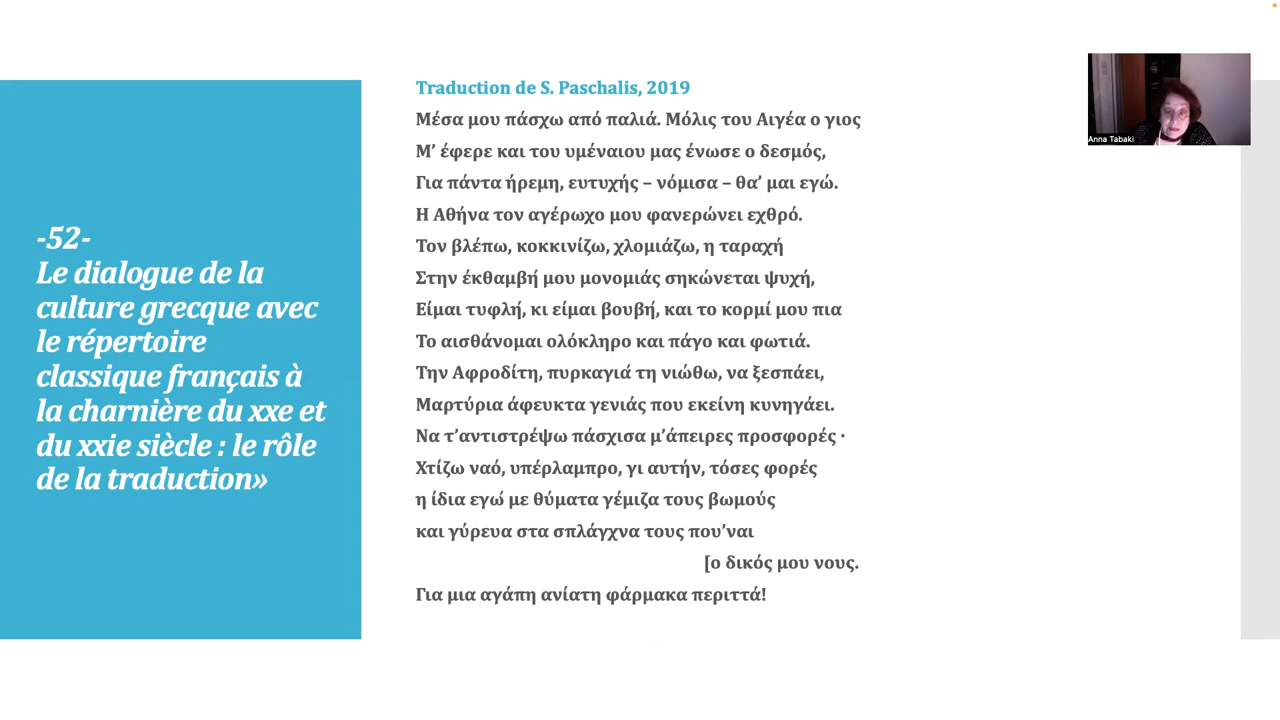 -52-
Le dialogue de la
culture grecque avec
le répertoire
classique français à
la charnière du xxe et
du xxie siècle : le rôle
de la traduction»
Traduction de S. Paschalis, 2019
Μέσα μου πάσχω από παλιά. Μόλις του Αιγέα ο γιος
Μ’ έφερε και του υμέναιου μας ένωσε ο δεσμός,
Για πάντα ήρεμη, ευτυχής – νόμισα – θα’ μαι εγώ.
Η Αθήνα τον αγέρωχο μου φανερώνει εχθρό.
Τον βλέπω, κοκκινίζω, χλομιάζω, η ταραχή
Στην έκθαμβή μου μονομιάς σηκώνεται ψυχή,
Είμαι τυφλή, κι είμαι βουβή, και το κορμί μου πια
Το αισθάνομαι ολόκληρο και πάγο και φωτιά.
Την Αφροδίτη, πυρκαγιά τη νιώθω, να ξεσπάει,
Μαρτύρια άφευκτα γενιάς που εκείνη κυνηγάει.
Να τ’αντιστρέψω πάσχισα μ’άπειρες προσφορές ·
Χτίζω ναό, υπέρλαμπρο, γι αυτήν, τόσες φορές
η ίδια εγώ με θύματα γέμιζα τους βωμούς
και γύρευα στα σπλάγχνα τους που’ναι
[ο δικός μου νους.
Για μια αγάπη ανίατη φάρμακα περιττά!
Anna Tabaki